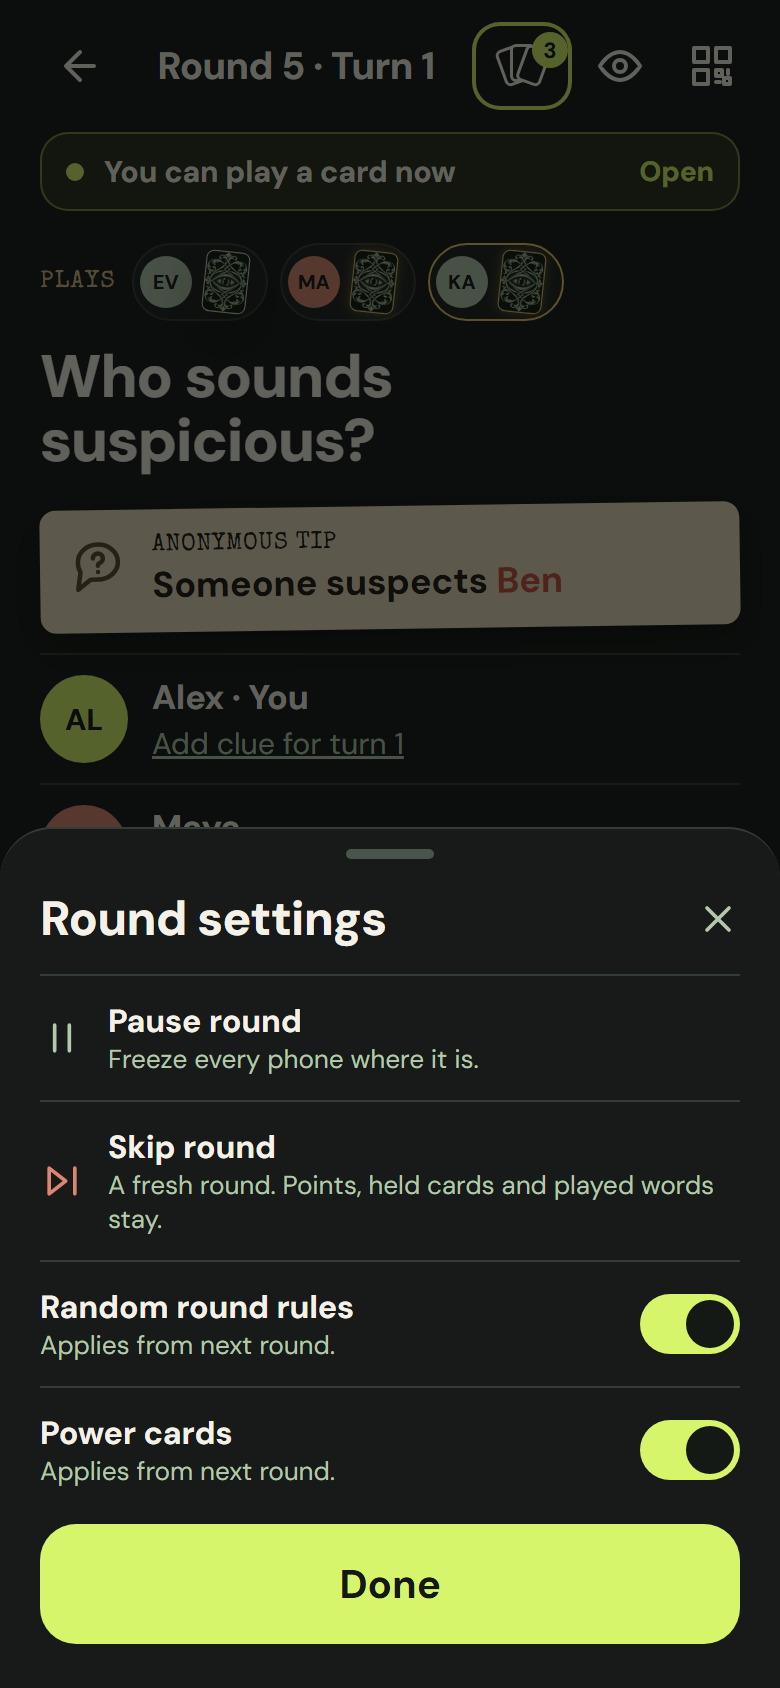 Round 5 · Turn 1
3
You can play a card now
Open
PLAYS
EV
MA
KA
Who sounds
suspicious?
ANONYMOUS TIP
Someone suspects Ben
AL
Alex · You
Add clue for turn 1
Round settings
Pause round
Freeze every phone where it is.
Skip round
A fresh round. Points, held cards and played words
stay.
Random round rules
Applies from next round.
Power cards
Applies from next round.
Done